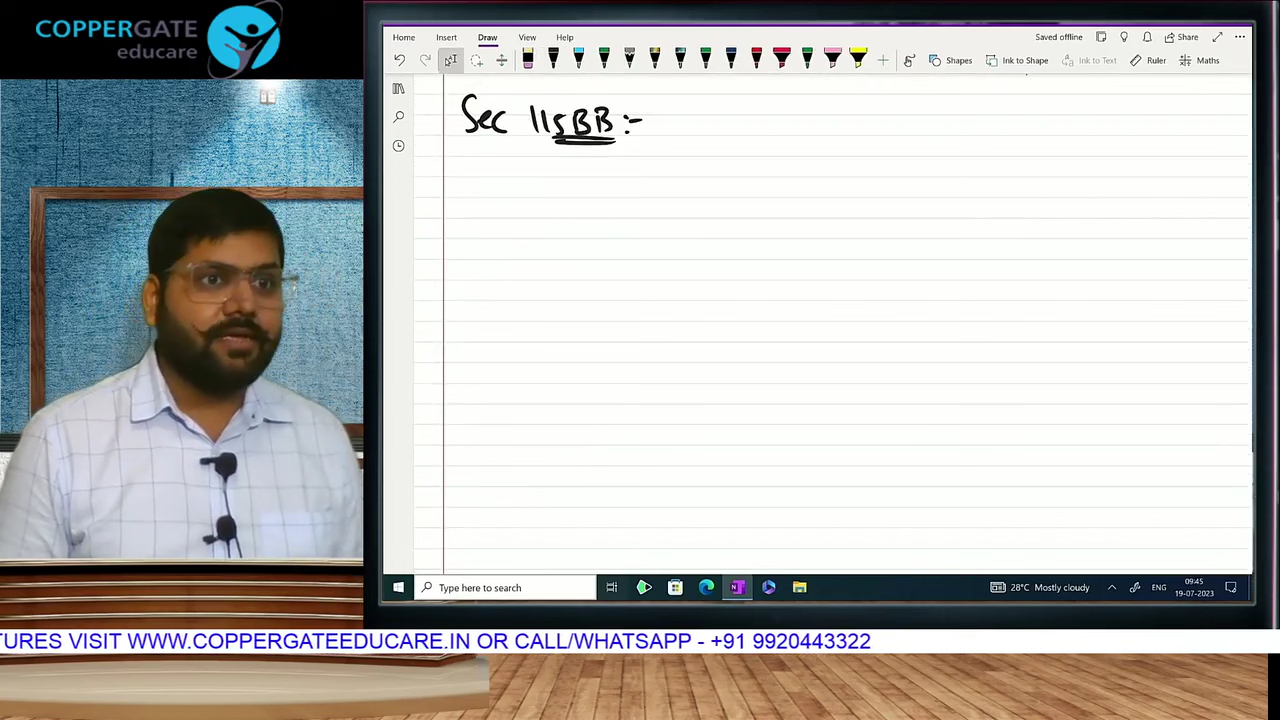 COPPERGATE
educare
Home Insert Draw View Help
Saved offline
Share
Shapes
Ink to Shape
Ink to Text
Ruler
Maths
Sec 115BB :-
Type here to search
28°C Mostly cloudy
ENG
09:45
19-07-2023
TURES VISIT WWW.COPPERGATEEDUCARE.IN OR CALL/WHATSAPP - +91 9920443322